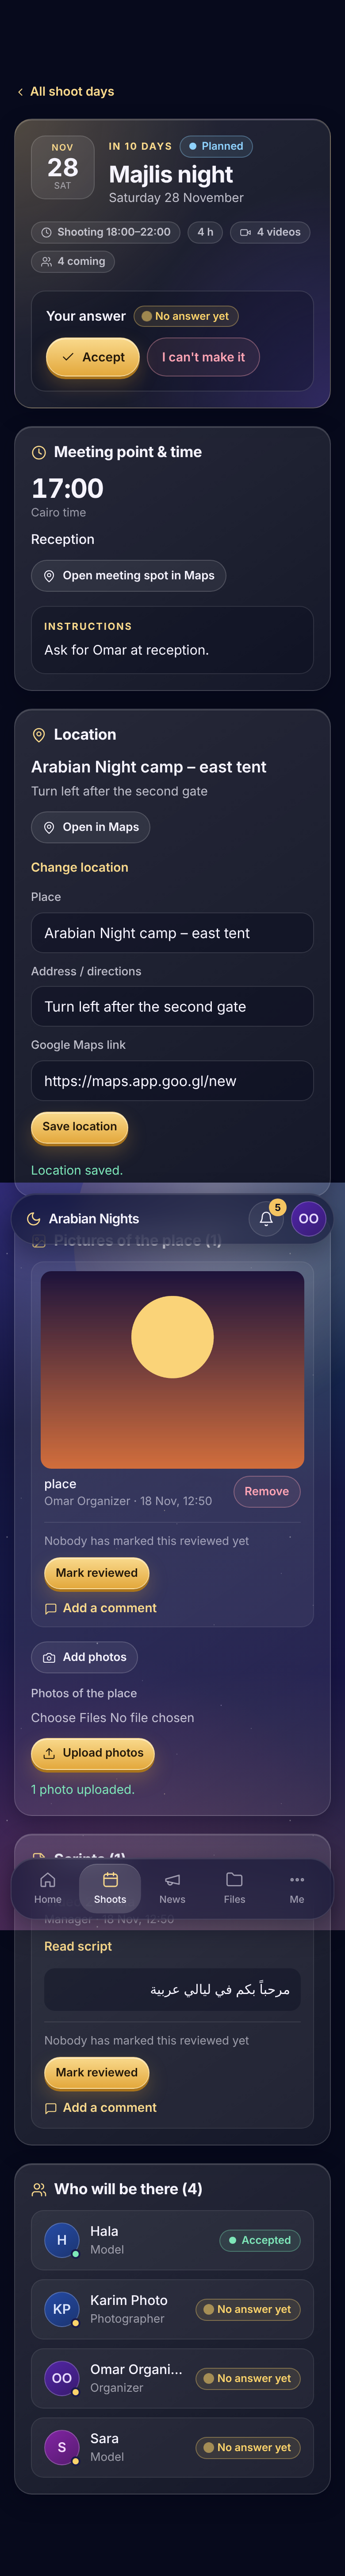 All shoot days
NOV
28
SAT
IN 10 DAYS
Planned
Majlis night
Saturday 28 November
Shooting 18:00–22:00
4 h
4 videos
4 coming
Your answer
No answer yet
Accept
I can't make it
Meeting point & time
17:00
Cairo time
Reception
Open meeting spot in Maps
INSTRUCTIONS
Ask for Omar at reception.
Location
Arabian Night camp – east tent
Turn left after the second gate
Open in Maps
Change location
Place
Arabian Night camp – east tent
Address / directions
Turn left after the second gate
Google Maps link
https://maps.app.goo.gl/new
Save location
Location saved.
Arabian Nights
5
OO
Pictures of the place (1)
place
Omar Organizer · 18 Nov, 12:50
Remove
Nobody has marked this reviewed yet
Mark reviewed
Add a comment
Add photos
Photos of the place
Choose Files No file chosen
Upload photos
1 photo uploaded.
Scripts (1)
Home
Shoots
News
Files
Me
Manager · 18 Nov, 12:30
Read script
مرحباً بكم في ليالي عربية
Nobody has marked this reviewed yet
Mark reviewed
Add a comment
Who will be there (4)
H
Hala
Model
Accepted
KP
Karim Photo
Photographer
No answer yet
OO
Omar Organi...
Organizer
No answer yet
S
Sara
Model
No answer yet